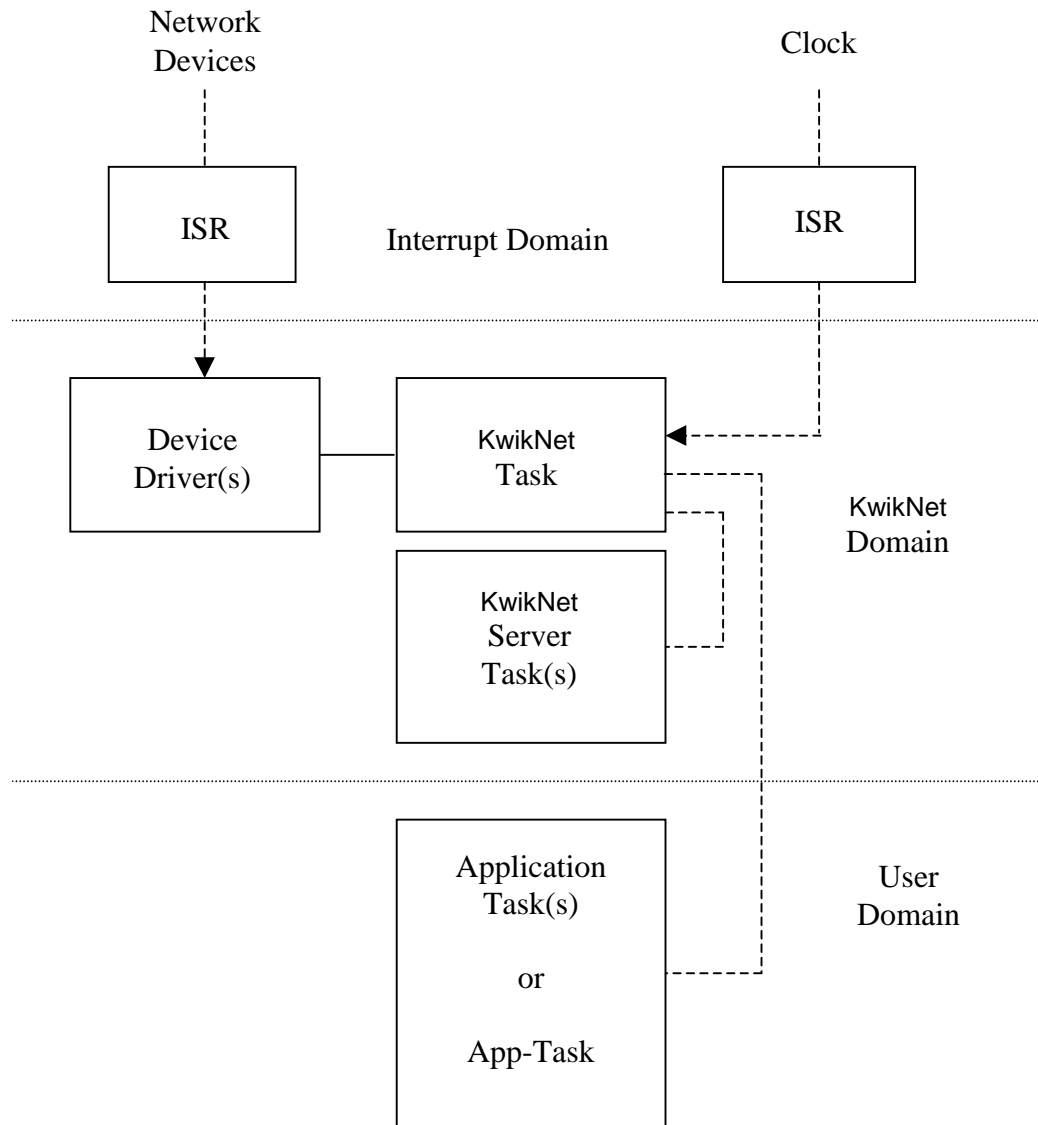 Network
Devices
Clock
ISR
ISR
Interrupt Domain
Device
Driver(s)
KwikNet
Task
KwikNet
Domain
KwikNet
Server
Task(s)
Application
Task(s)
or
App-Task
User
Domain